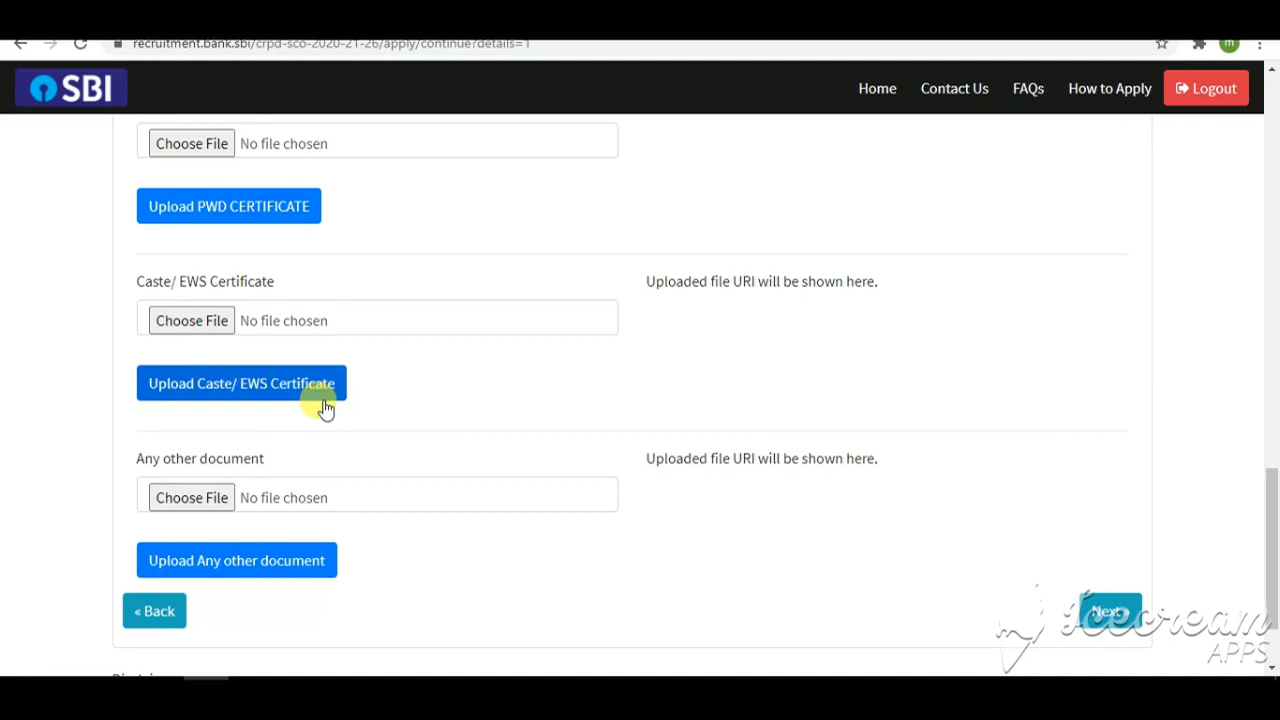 recruitment.bank.sbi/crpd-sco-2020-21-26/apply/continue?details=1
m
SBI
Home
Contact Us
FAQs
How to Apply
Logout
Choose File No file chosen
Upload PWD CERTIFICATE
Caste/ EWS Certificate
Uploaded file URI will be shown here.
Choose File No file chosen
Upload Caste/ EWS Certificate
Any other document
Uploaded file URI will be shown here.
Choose File No file chosen
Upload Any other document
« Back
Next »
Icecream
APPS